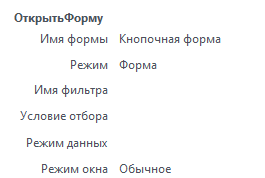 ОткрытьФорму
Имя формы Кнопочная форма
Режим Форма
Имя фильтра
Условие отбора
Режим данных
Режим окна Обычное